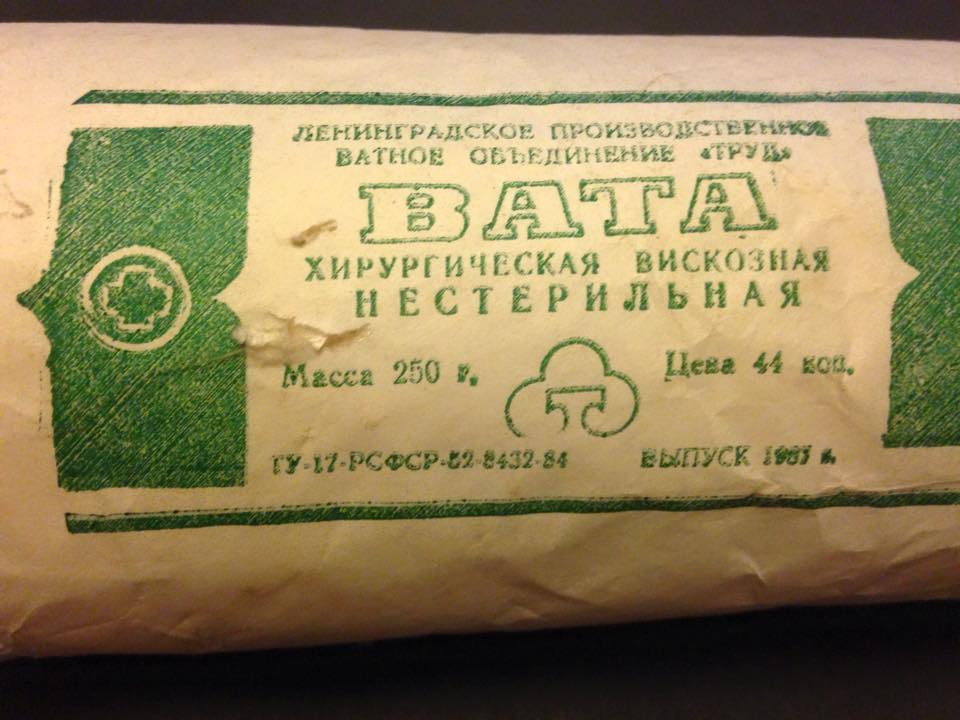 ЛЕНИНГРАДСКОЕ ПРОИЗВОДСТВЕННОЕ
ВАТНОЕ ОБЪЕДИНЕНИЕ «ТРУД»
ВАТА
ХИРУРГИЧЕСКАЯ ВИСКОЗНАЯ
НЕСТЕРИЛЬНАЯ
Масса 250 г.
Цена 44 коп.
Т
ТУ-17-РСФСР-52-8432-84
ВЫПУСК 1987 г.